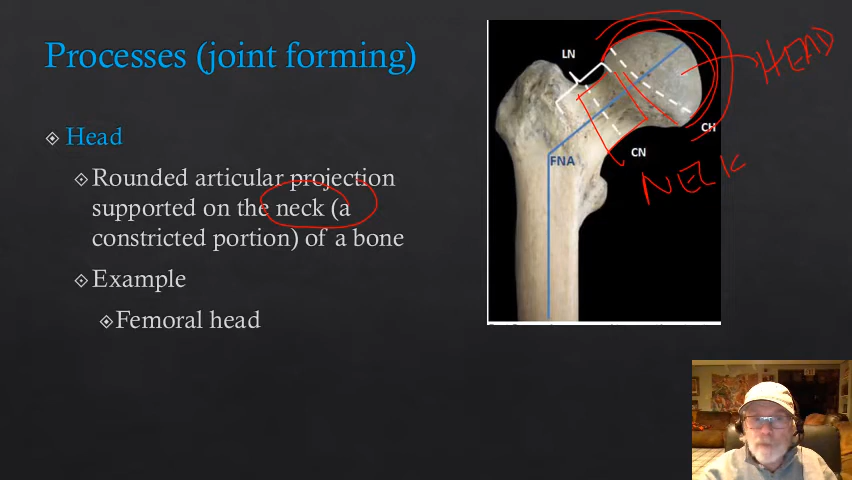 Processes (joint forming)
Head
Rounded articular projection
supported on the neck (a
constricted portion) of a bone
Example
Femoral head
LN
HEAD
CH
CN
FNA
NECK